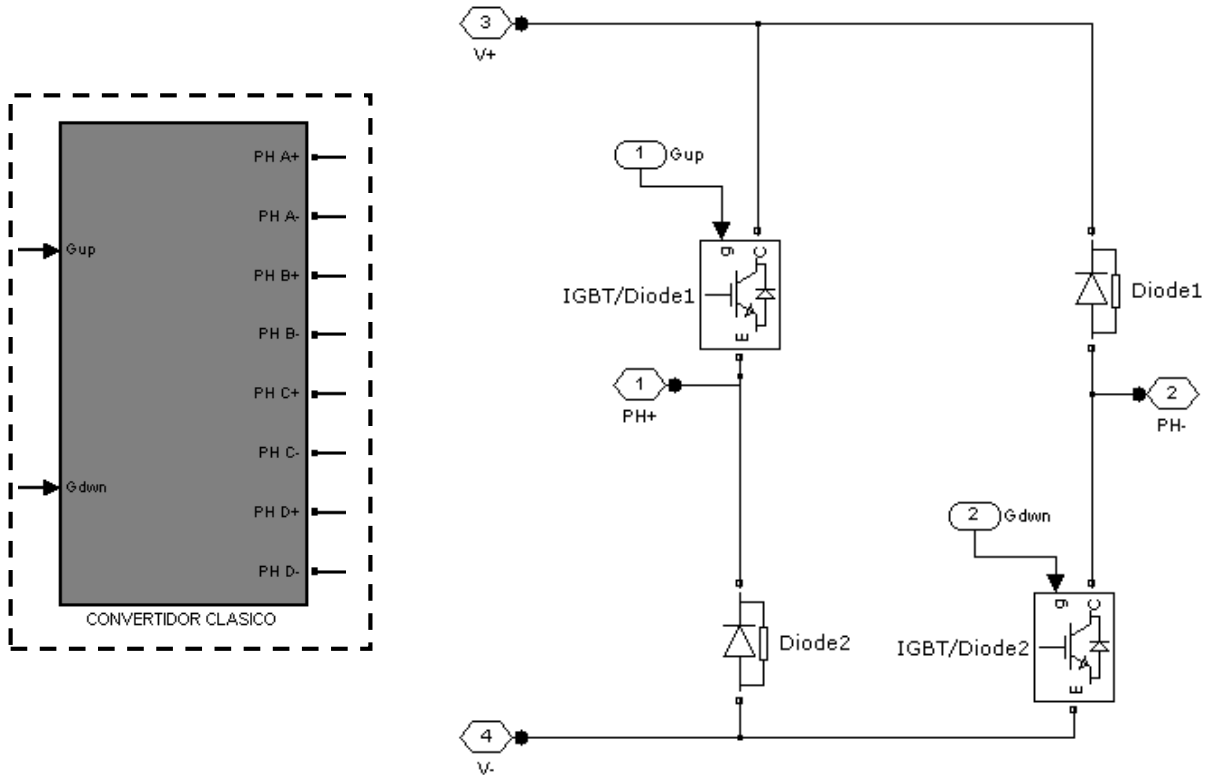 PH A+
PH A-
Gup
PH B+
PH B-
PH C+
PH C-
Gdwn
PH D+
PH D-
CONVERTIDOR CLASICO
3
V+
1
Gup
g
C
IGBT/Diode1
E
Diode1
1
PH+
2
PH-
2
Gdwn
g
C
Diode2
IGBT/Diode2
E
4
V-